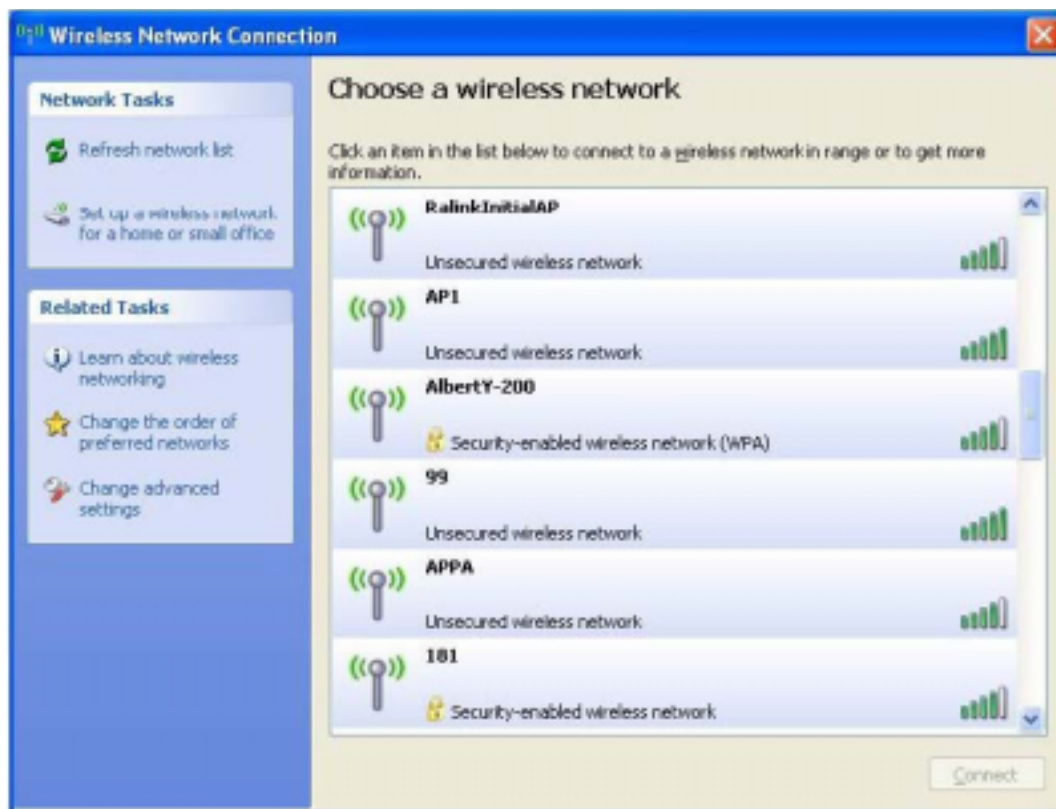 Wireless Network Connection
Network Tasks
Refresh network list
Set up a wireless network
for a home or small office
Related Tasks
Learn about wireless
networking
Change the order of
preferred networks
Change advanced
settings
Choose a wireless network
Click an item in the list below to connect to a wireless network in range or to get more
information.
RalinkInitialAP
Unsecured wireless network
AP1
Unsecured wireless network
AlbertY-200
Security-enabled wireless network (WPA)
99
Unsecured wireless network
APPA
Unsecured wireless network
181
Security-enabled wireless network
Connect